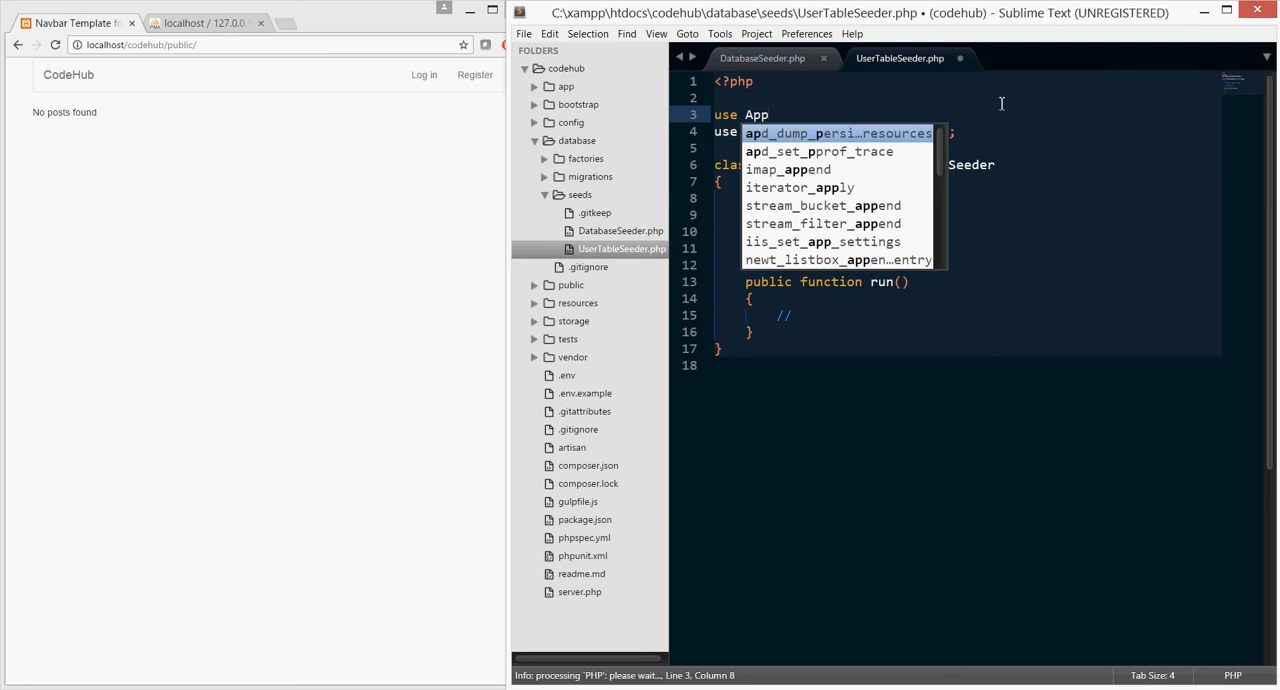 Navbar Template fo
localhost / 127.0.0.1
localhost/codehub/public/
CodeHub
Log in
Register
No posts found
C:\xampp\htdocs\codehub\database\seeds\UserTableSeeder.php • (codehub) - Sublime Text (UNREGISTERED)
File Edit Selection Find View Goto Tools Project Preferences Help
FOLDERS
codehub
app
bootstrap
config
database
factories
migrations
seeds
.gitkeep
DatabaseSeeder.php
UserTableSeeder.php
.gitignore
public
resources
storage
tests
vendor
.env
.env.example
.gitattributes
.gitignore
artisan
composer.json
composer.lock
gulpfile.js
package.json
phpspec.yml
phpunit.xml
readme.md
server.php
DatabaseSeeder.php
UserTableSeeder.php
1 <?php
2
3 use App
4 use ;
5
6 clas Seeder
7 {
8
9
10
11
12
13 public function run()
14 {
15 //
16 }
17 }
18
apd_dump_persi…resources
apd_set_pprof_trace
imap_append
iterator_apply
stream_bucket_append
stream_filter_append
iis_set_app_settings
newt_listbox_appen…entry
Info: processing `PHP`: please wait…, Line 3, Column 8
Tab Size: 4
PHP